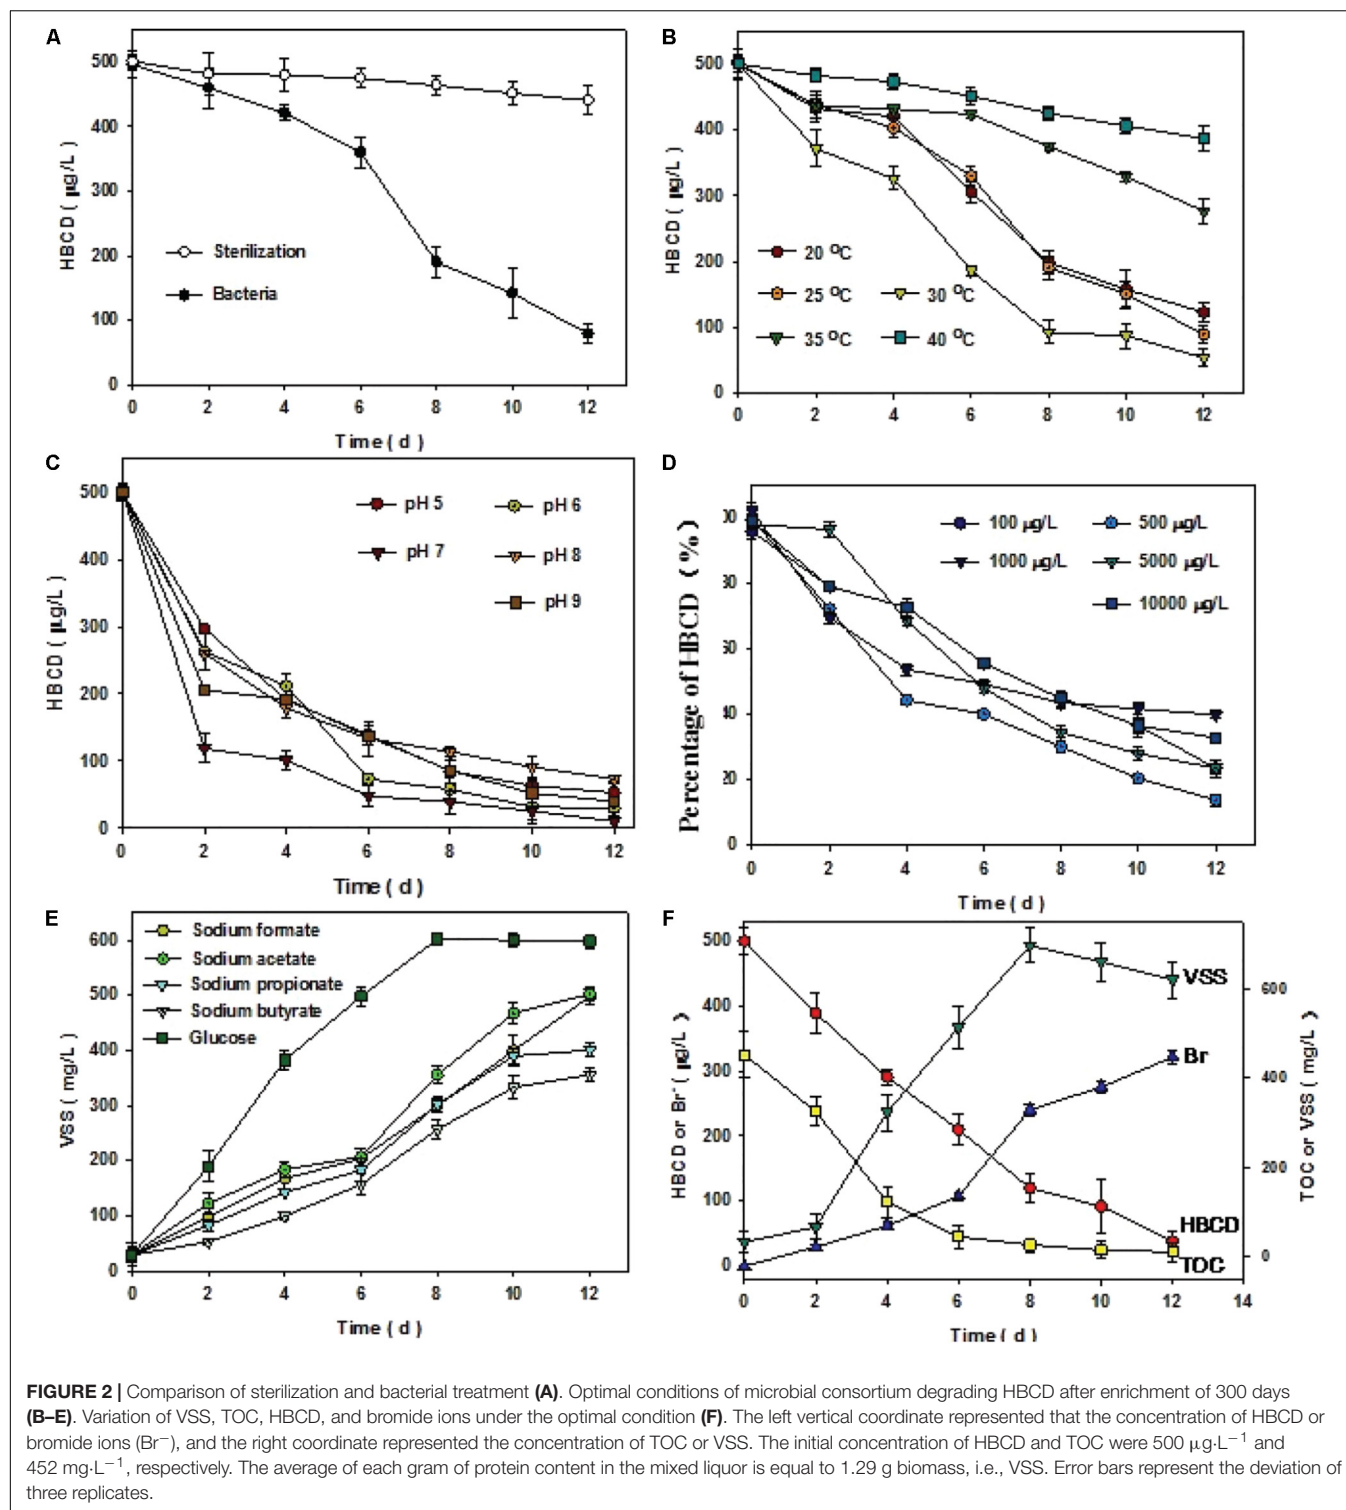 A
500
400
300
200
100
0
HBCD ( µg/L )
Sterilization
Bacteria
0 2 4 6 8 10 12
Time ( d )
B
500
400
300
200
100
0
HBCD ( µg/L )
20 °C
25 °C 30 °C
35 °C 40 °C
0 2 4 6 8 10 12
Time ( d )
C
500
400
300
200
100
0
HBCD ( µg/L )
pH 5 pH 6
pH 7 pH 8
pH 9
0 2 4 6 8 10 12
Time ( d )
D
00
80
60
40
20
0
Percentage of HBCD ( %)
100 µg/L 500 µg/L
1000 µg/L 5000 µg/L
10000 µg/L
0 2 4 6 8 10 12
Time ( d )
E
600
500
400
300
200
100
0
VSS ( mg/L )
Sodium formate
Sodium acetate
Sodium propionate
Sodium butyrate
Glucose
0 2 4 6 8 10 12
Time ( d )
F
500
400
300
200
100
0
HBCD or Br- ( µg/L )
VSS
Br
HBCD
TOC
600
400
200
0
TOC or VSS ( mg/L )
0 2 4 6 8 10 12 14
Time ( d )
FIGURE 2 | Comparison of sterilization and bacterial treatment (A). Optimal conditions of microbial consortium degrading HBCD after enrichment of 300 days
(B–E). Variation of VSS, TOC, HBCD, and bromide ions under the optimal condition (F). The left vertical coordinate represented that the concentration of HBCD or
bromide ions (Br−), and the right coordinate represented the concentration of TOC or VSS. The initial concentration of HBCD and TOC were 500 µg·L−1 and
452 mg·L−1, respectively. The average of each gram of protein content in the mixed liquor is equal to 1.29 g biomass, i.e., VSS. Error bars represent the deviation of
three replicates.